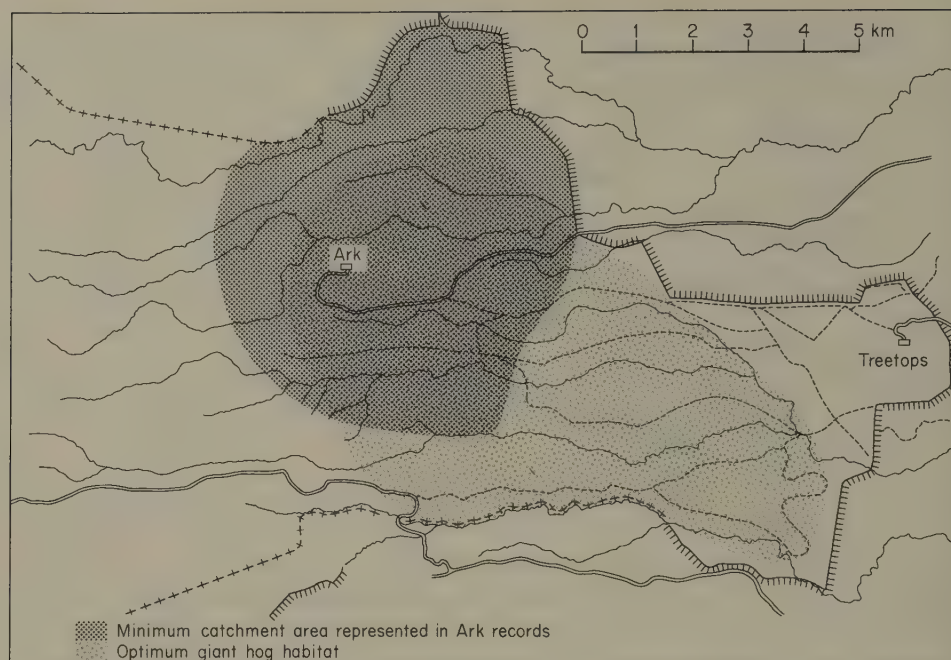 0 1 2 3 4 5 km
Ark
Treetops
Minimum catchment area represented in Ark records
Optimum giant hog habitat